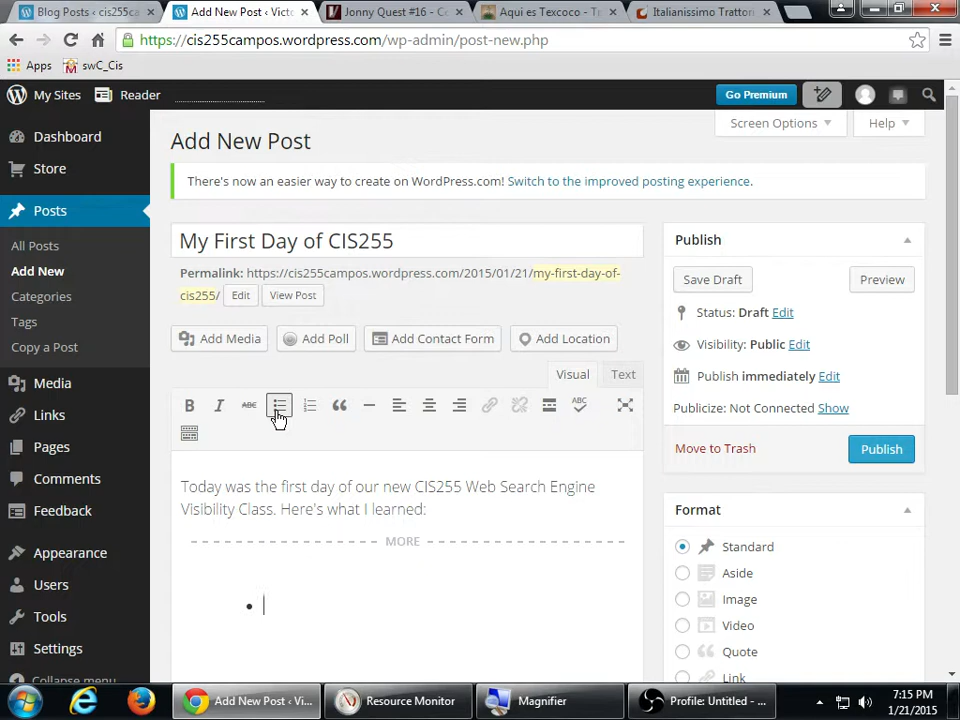 Blog Posts ‹ cis255ca
Add New Post ‹ Victo
Jonny Quest #16 - C
Aqui es Texcoco - T
Italianissimo Trattori
https://cis255campos.wordpress.com/wp-admin/post-new.php
Apps swC_Cis
My Sites Reader Go Premium
Dashboard
Store
Posts
All Posts
Add New
Categories
Tags
Copy a Post
Media
Links
Pages
Comments
Feedback
Appearance
Users
Tools
Settings
Collapse menu
Screen Options Help
Add New Post
There's now an easier way to create on WordPress.com! Switch to the improved posting experience.
My First Day of CIS255
Permalink: https://cis255campos.wordpress.com/2015/01/21/my-first-day-of-
cis255/ Edit View Post
Add Media Add Poll Add Contact Form Add Location
Visual Text
B I ABC ABC
Today was the first day of our new CIS255 Web Search Engine
Visibility Class. Here's what I learned:
MORE
Publish
Save Draft Preview
Status: Draft Edit
Visibility: Public Edit
Publish immediately Edit
Publicize: Not Connected Show
Move to Trash Publish
Format
Standard
Aside
Image
Video
Quote
Link
Add New Post ‹ Vi...
Resource Monitor
Magnifier
Profile: Untitled - ...
7:15 PM
1/21/2015